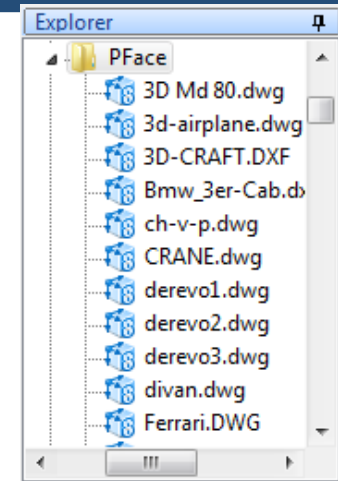 Explorer
PFace
3D Md 80.dwg
3d-airplane.dwg
3D-CRAFT.DXF
Bmw_3er-Cab.dx
ch-v-p.dwg
CRANE.dwg
derevo1.dwg
derevo2.dwg
derevo3.dwg
divan.dwg
Ferrari.DWG